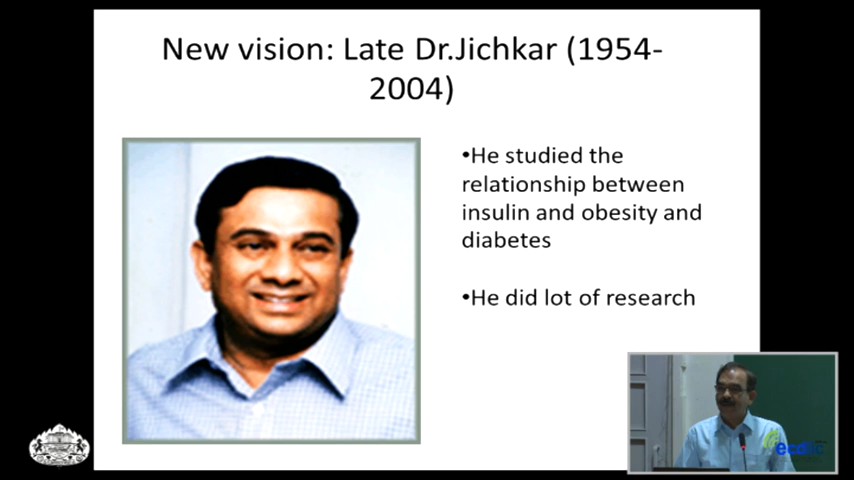 New vision: Late Dr.Jichkar (1954-
2004)
•He studied the
relationship between
insulin and obesity and
diabetes
•He did lot of research